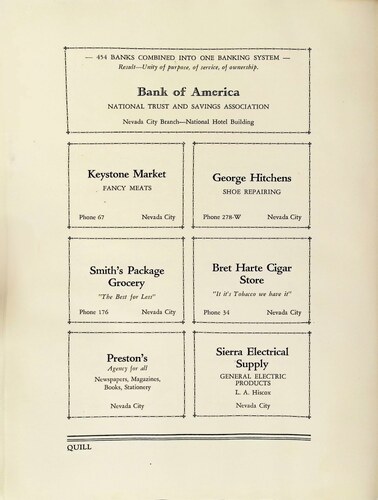 — 454 BANKS COMBINED INTO ONE BANKING SYSTEM —
Result—Unity of purpose, of service, of ownership.
Bank of America
NATIONAL TRUST AND SAVINGS ASSOCIATION
Nevada City Branch—National Hotel Building
Keystone Market
FANCY MEATS
Phone 67 Nevada City
George Hitchens
SHOE REPAIRING
Phone 278-W Nevada City
Smith's Package
Grocery
"The Best for Less"
Phone 176 Nevada City
Bret Harte Cigar
Store
"If it's Tobacco we have it"
Phone 34 Nevada City
Preston's
Agency for all
Newspapers, Magazines,
Books, Stationery
Nevada City
Sierra Electrical
Supply
GENERAL ELECTRIC
PRODUCTS
L. A. Hiscox
Nevada City
QUILL